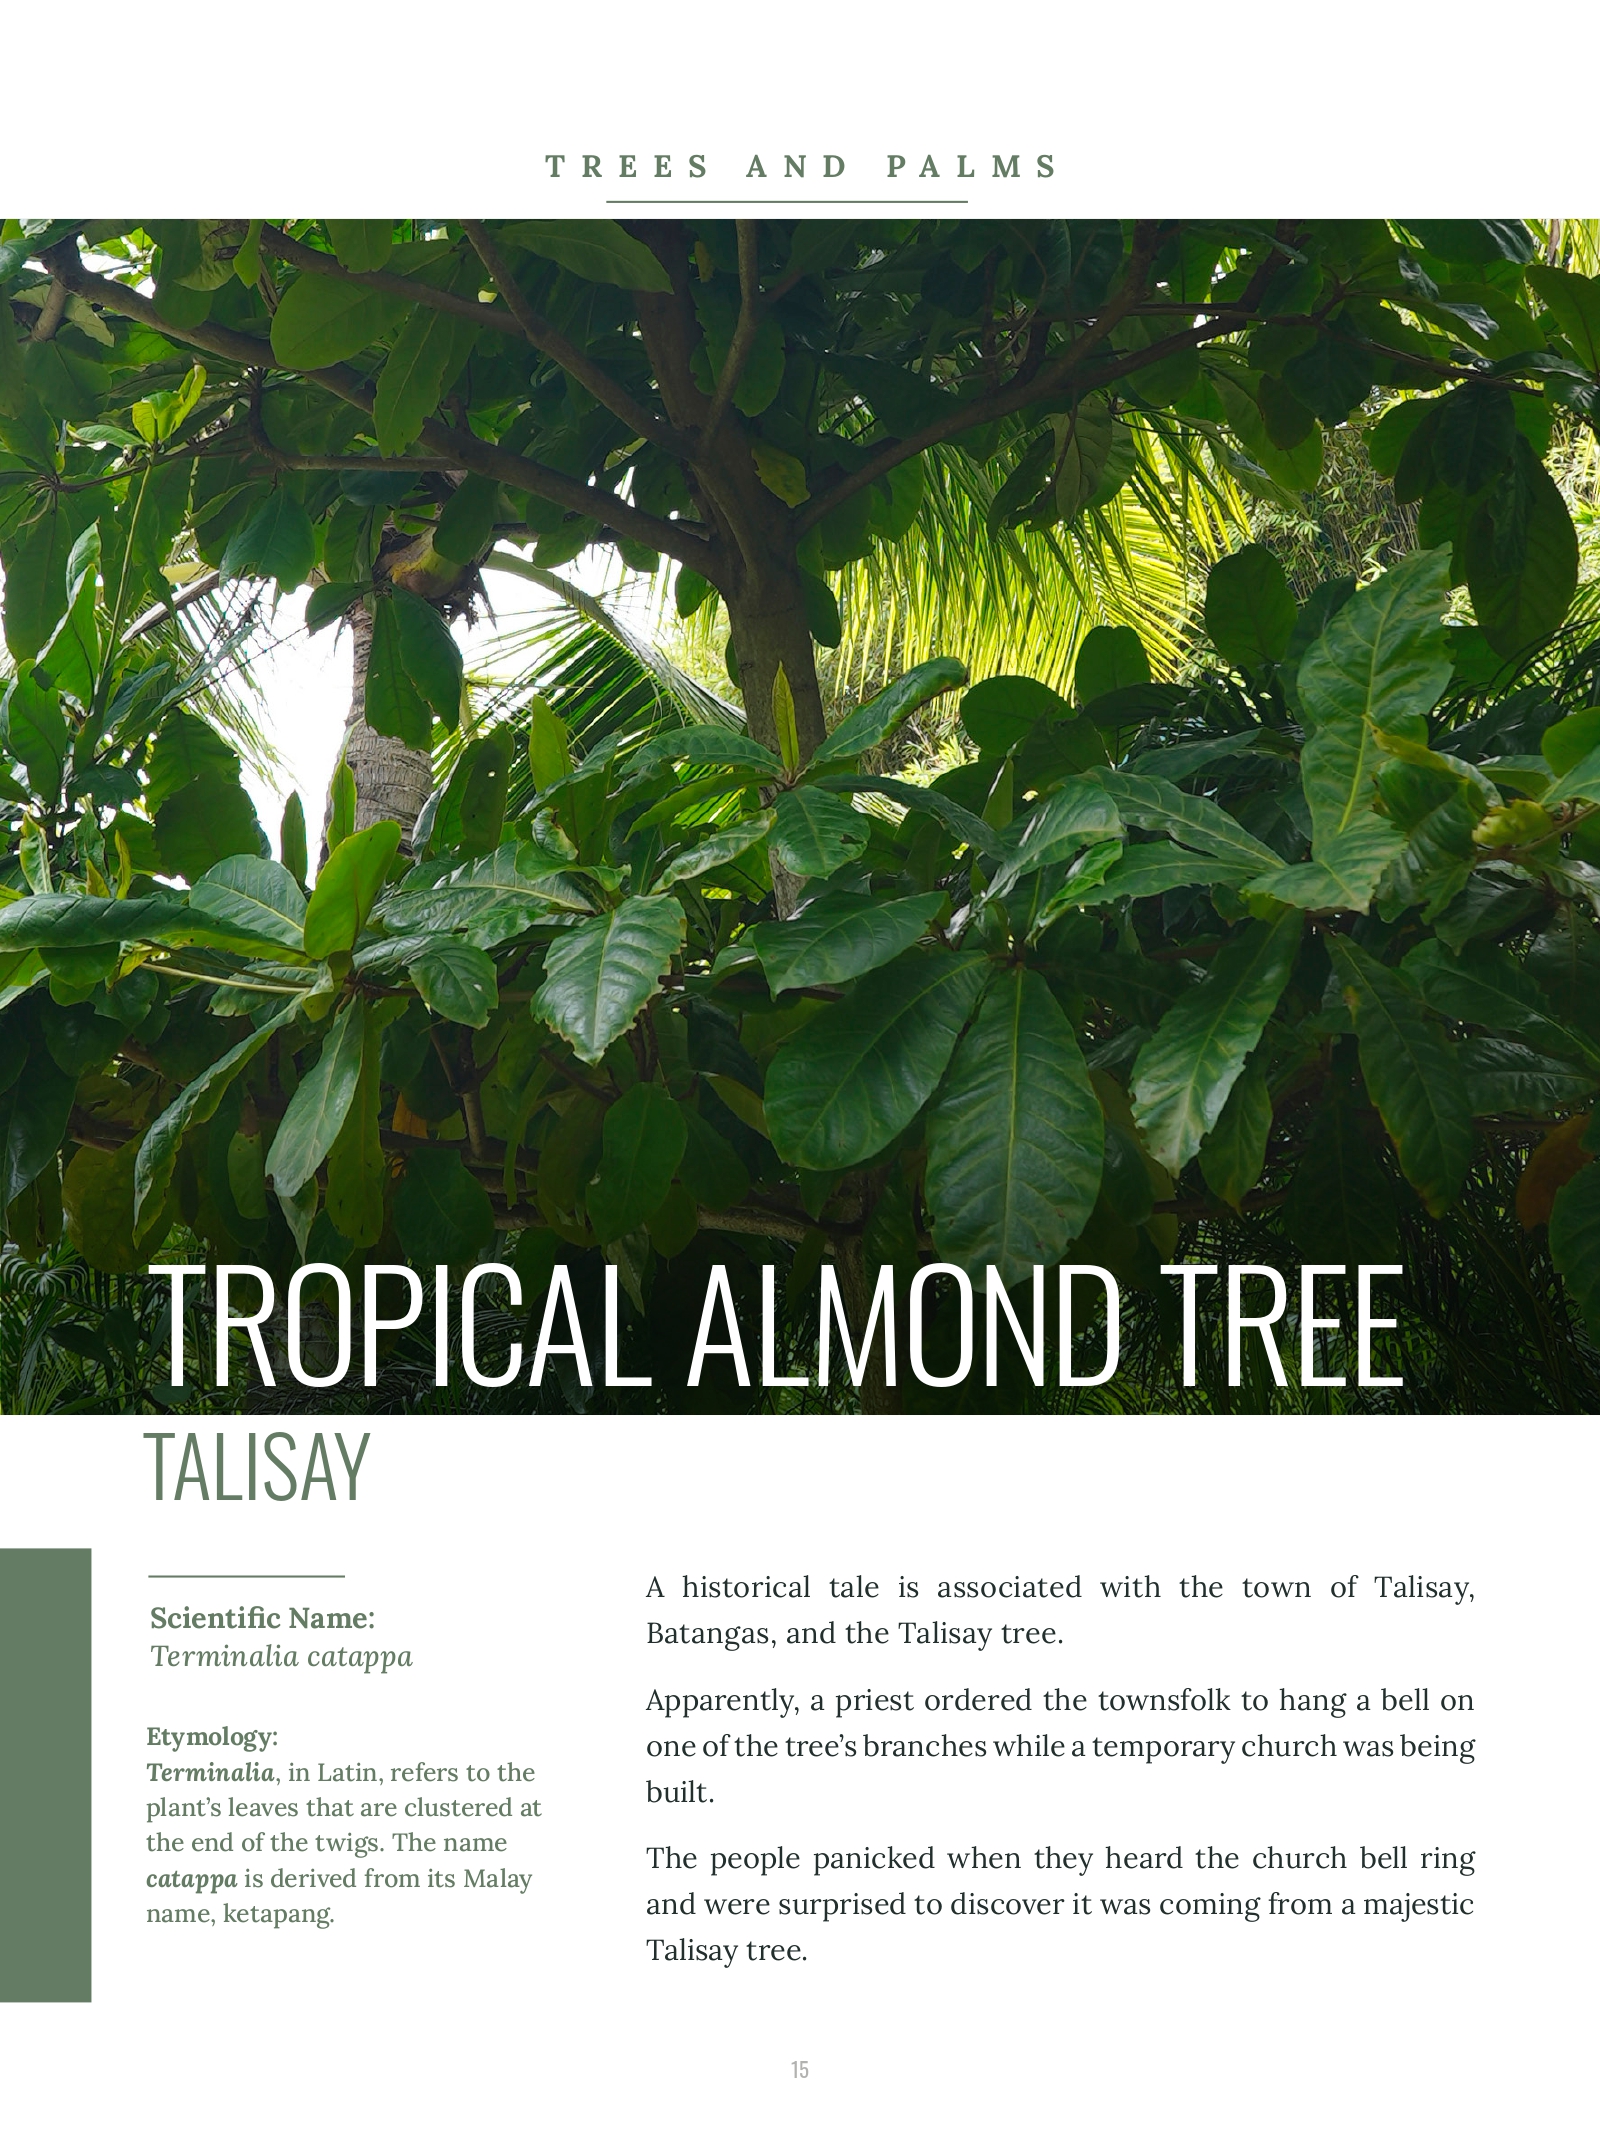 TREES AND PALMS
TROPICAL ALMOND TREE
TALISAY
Scientific Name:
Terminalia catappa
Etymology:
Terminalia, in Latin, refers to the
plant’s leaves that are clustered at
the end of the twigs. The name
catappa is derived from its Malay
name, ketapang.
A historical tale is associated with the town of Talisay,
Batangas, and the Talisay tree.
Apparently, a priest ordered the townsfolk to hang a bell on
one of the tree’s branches while a temporary church was being
built.
The people panicked when they heard the church bell ring
and were surprised to discover it was coming from a majestic
Talisay tree.
15